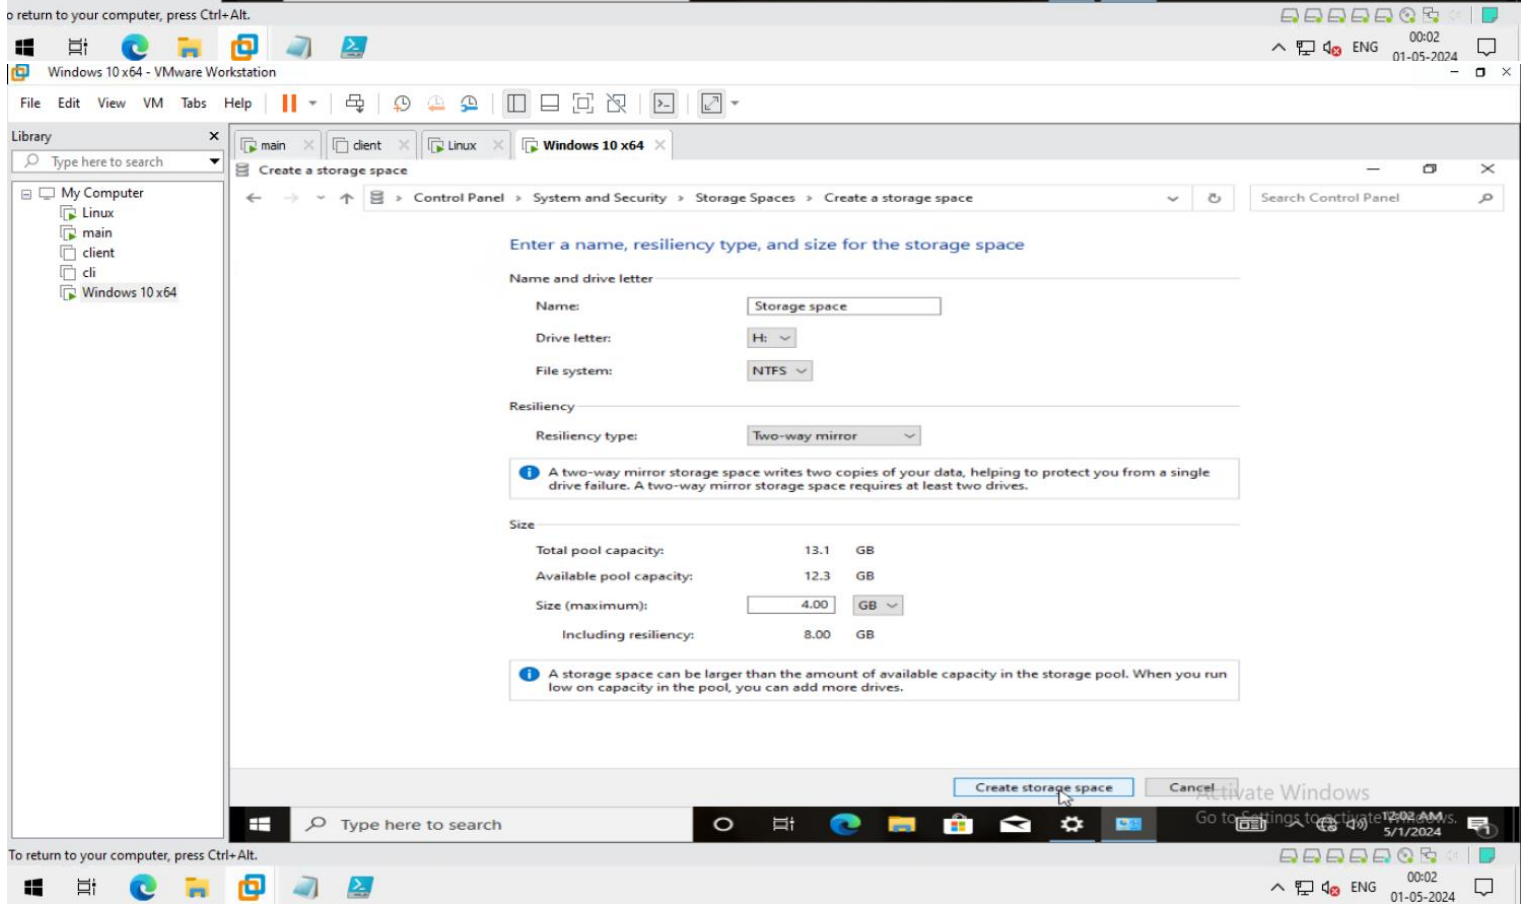 o return to your computer, press Ctrl+Alt.
ENG
00:02
01-05-2024
Windows 10 x64 - VMware Workstation
File Edit View VM Tabs Help
Library
Type here to search
My Computer
Linux
main
client
cli
Windows 10 x64
main client Linux Windows 10 x64
Create a storage space
Control Panel System and Security Storage Spaces Create a storage space
Search Control Panel
Enter a name, resiliency type, and size for the storage space
Name and drive letter
Name: Storage space
Drive letter: H:
File system: NTFS
Resiliency
Resiliency type: Two-way mirror
A two-way mirror storage space writes two copies of your data, helping to protect you from a single
drive failure. A two-way mirror storage space requires at least two drives.
Size
Total pool capacity: 13.1 GB
Available pool capacity: 12.3 GB
Size (maximum): 4.00 GB
Including resiliency: 8.00 GB
A storage space can be larger than the amount of available capacity in the storage pool. When you run
low on capacity in the pool, you can add more drives.
Create storage space Cancel
Activate Windows
Go to Settings to activate Windows.
Type here to search
12:02 AM
5/1/2024
1
To return to your computer, press Ctrl+Alt.
ENG
00:02
01-05-2024